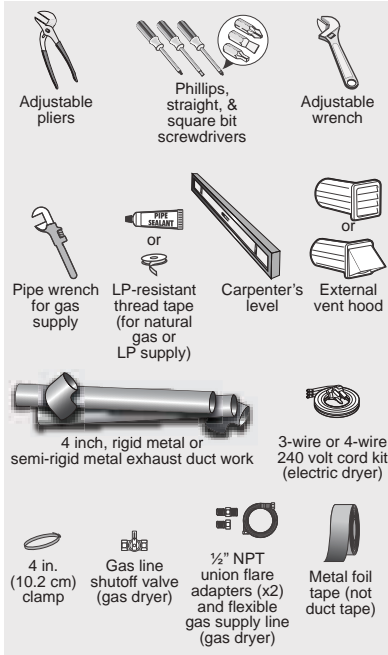 Adjustable
pliers
Phillips,
straight, &
square bit
screwdrivers
Adjustable
wrench
Pipe wrench
for gas
supply
PIPE
SEALANT
or
LP-resistant
thread tape
(for natural
gas or
LP supply)
Carpenter's
level
or
External
vent hood
4 inch, rigid metal or
semi-rigid metal exhaust duct work
3-wire or 4-wire
240 volt cord kit
(electric dryer)
4 in.
(10.2 cm)
clamp
Gas line
shutoff valve
(gas dryer)
½" NPT
union flare
adapters (x2)
and flexible
gas supply line
(gas dryer)
Metal foil
tape (not
duct tape)